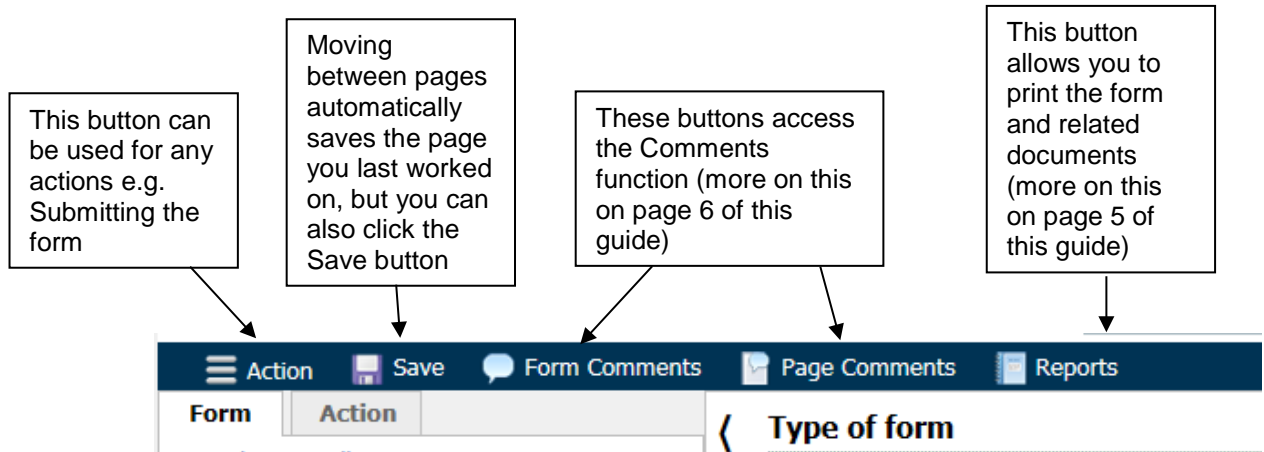 This button can
be used for any
actions e.g.
Submitting the
form
Moving
between pages
automatically
saves the page
you last worked
on, but you can
also click the
Save button
These buttons access
the Comments
function (more on this
on page 6 of this
guide)
This button
allows you to
print the form
and related
documents
(more on this
on page 5 of
this guide)
Action Save Form Comments Page Comments Reports
Form Action
Type of form